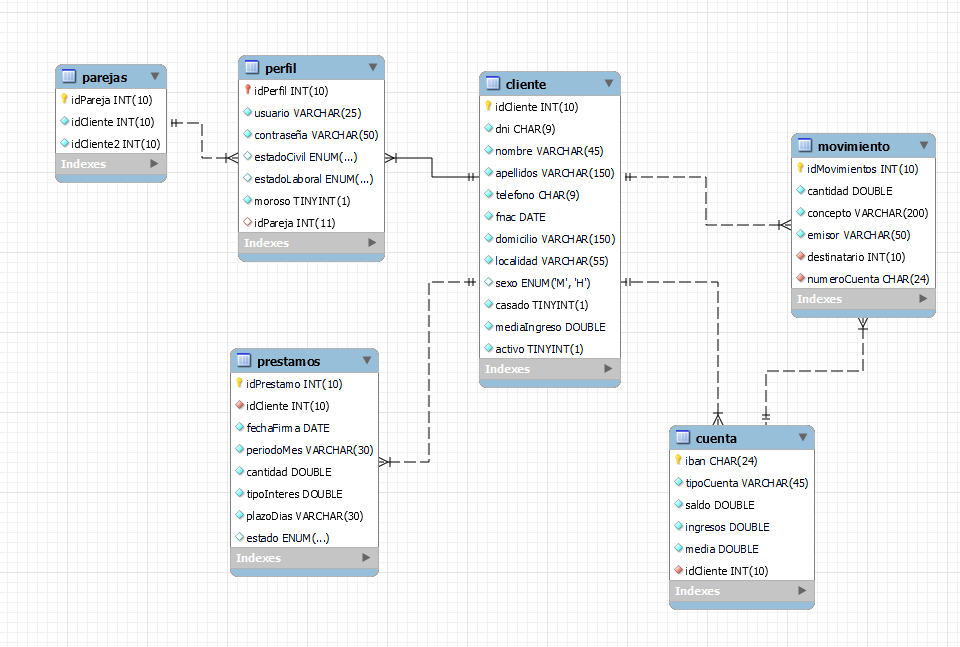 parejas
idPareja INT(10)
idCliente INT(10)
idCliente2 INT(10)
Indexes
perfil
idPerfil INT(10)
usuario VARCHAR(25)
contraseña VARCHAR(50)
estadoCivil ENUM(...)
estadoLaboral ENUM(...)
moroso TINYINT(1)
idPareja INT(11)
Indexes
cliente
idCliente INT(10)
dni CHAR(9)
nombre VARCHAR(45)
apellidos VARCHAR(150)
telefono CHAR(9)
fnac DATE
domicilio VARCHAR(150)
localidad VARCHAR(55)
sexo ENUM('M', 'H')
casado TINYINT(1)
mediaIngreso DOUBLE
activo TINYINT(1)
Indexes
movimiento
idMovimientos INT(10)
cantidad DOUBLE
concepto VARCHAR(200)
emisor VARCHAR(50)
destinatario INT(10)
numeroCuenta CHAR(24)
Indexes
prestamos
idPrestamo INT(10)
idCliente INT(10)
fechaFirma DATE
periodoMes VARCHAR(30)
cantidad DOUBLE
tipoInteres DOUBLE
plazoDias VARCHAR(30)
estado ENUM(...)
Indexes
cuenta
iban CHAR(24)
tipoCuenta VARCHAR(45)
saldo DOUBLE
ingresos DOUBLE
media DOUBLE
idCliente INT(10)
Indexes